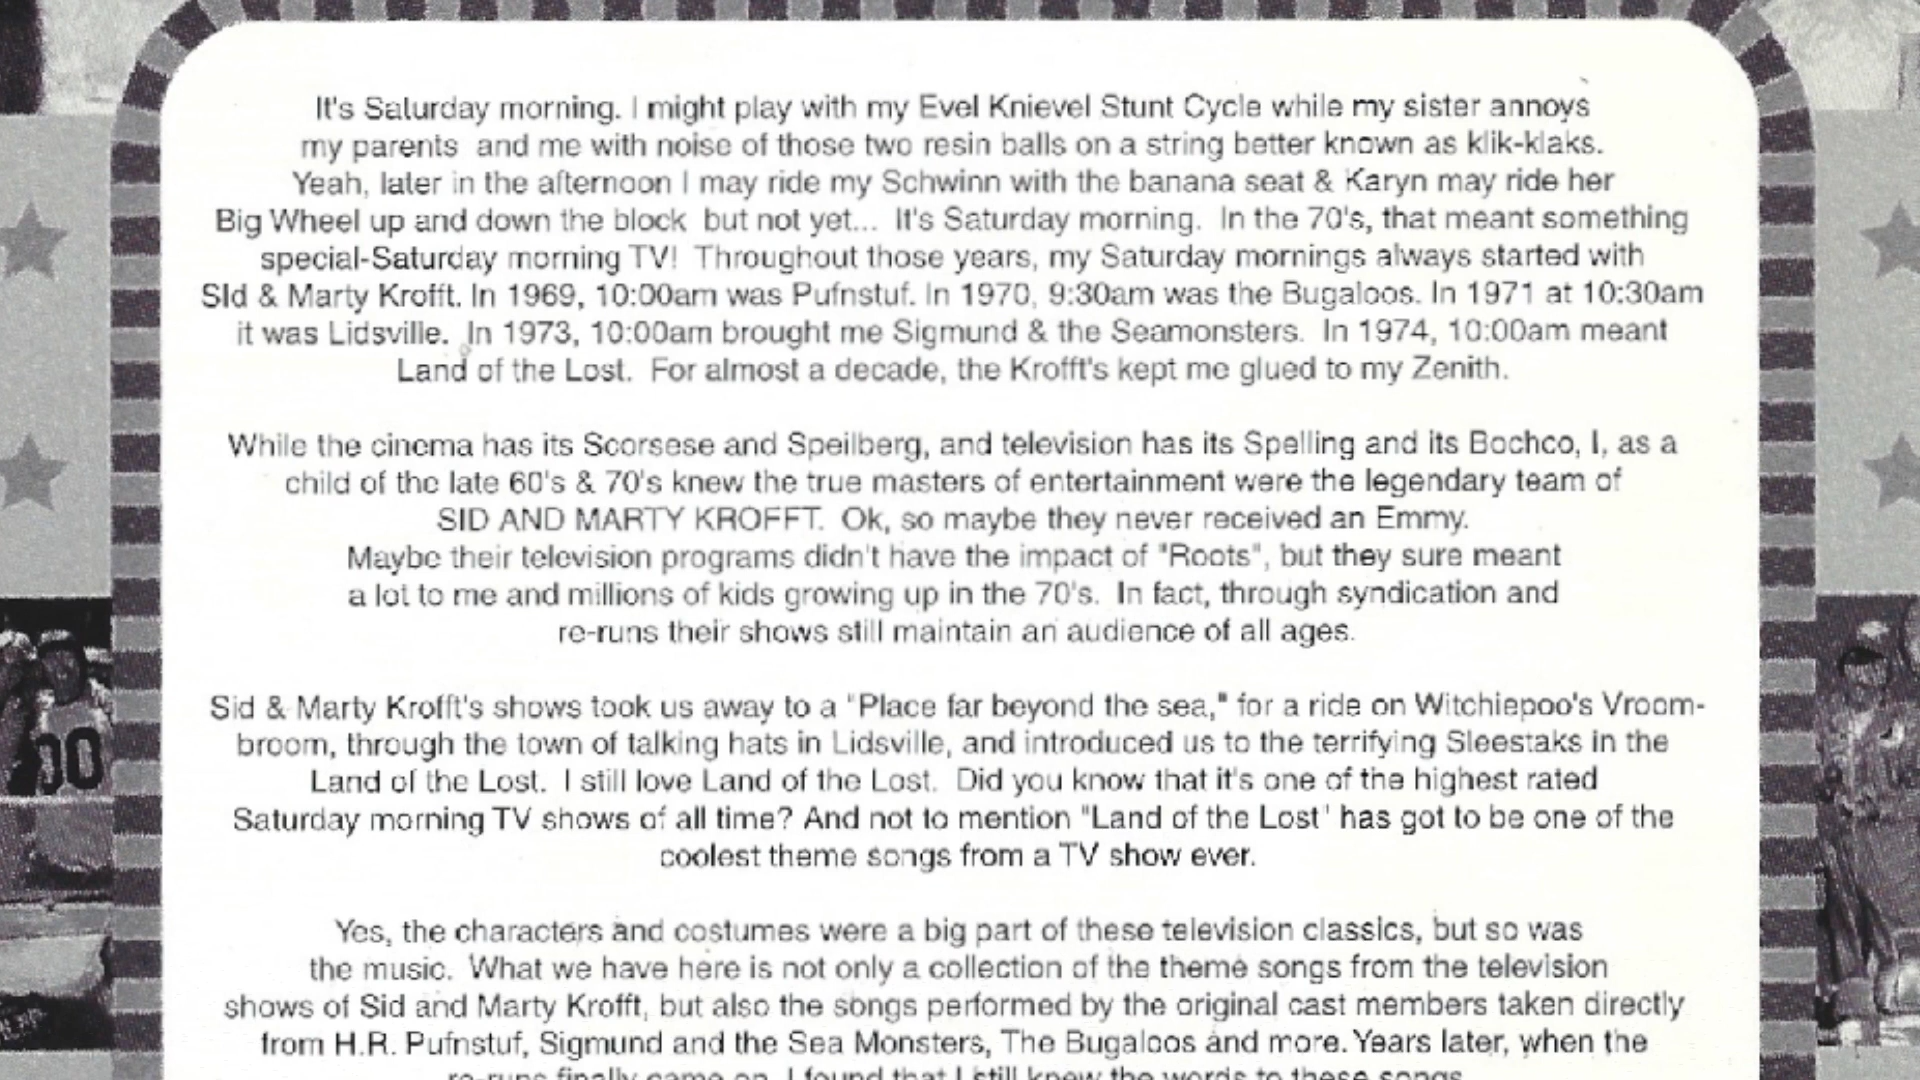 It's Saturday morning. I might play with my Evel Knievel Stunt Cycle while my sister annoys
my parents and me with noise of those two resin balls on a string better known as klik-klaks.
Yeah, later in the afternoon I may ride my Schwinn with the banana seat & Karyn may ride her
Big Wheel up and down the block but not yet... It's Saturday morning. In the 70's, that meant something
special-Saturday morning TV! Throughout those years, my Saturday mornings always started with
SId & Marty Krofft. In 1969, 10:00am was Pufnstuf. In 1970, 9:30am was the Bugaloos. In 1971 at 10:30am
it was Lidsville. In 1973, 10:00am brought me Sigmund & the Seamonsters. In 1974, 10:00am meant
Land of the Lost. For almost a decade, the Krofft's kept me glued to my Zenith.
While the cinema has its Scorsese and Speilberg, and television has its Spelling and its Bochco, I, as a
child of the late 60's & 70's knew the true masters of entertainment were the legendary team of
SID AND MARTY KROFFT. Ok, so maybe they never received an Emmy.
Maybe their television programs didn't have the impact of "Roots", but they sure meant
a lot to me and millions of kids growing up in the 70's. In fact, through syndication and
re-runs their shows still maintain an audience of all ages.
Sid & Marty Krofft's shows took us away to a "Place far beyond the sea," for a ride on Witchiepoo's Vroom-
broom, through the town of talking hats in Lidsville, and introduced us to the terrifying Sleestaks in the
Land of the Lost. I still love Land of the Lost. Did you know that it's one of the highest rated
Saturday morning TV shows of all time? And not to mention "Land of the Lost' has got to be one of the
coolest theme songs from a TV show ever.
Yes, the characters and costumes were a big part of these television classics, but so was
the music. What we have here is not only a collection of the theme songs from the television
shows of Sid and Marty Krofft, but also the songs performed by the original cast members taken directly
from H.R. Pufnstuf, Sigmund and the Sea Monsters, The Bugaloos and more. Years later, when the
re-runs finally came on, I found that I still knew the words to these songs
00